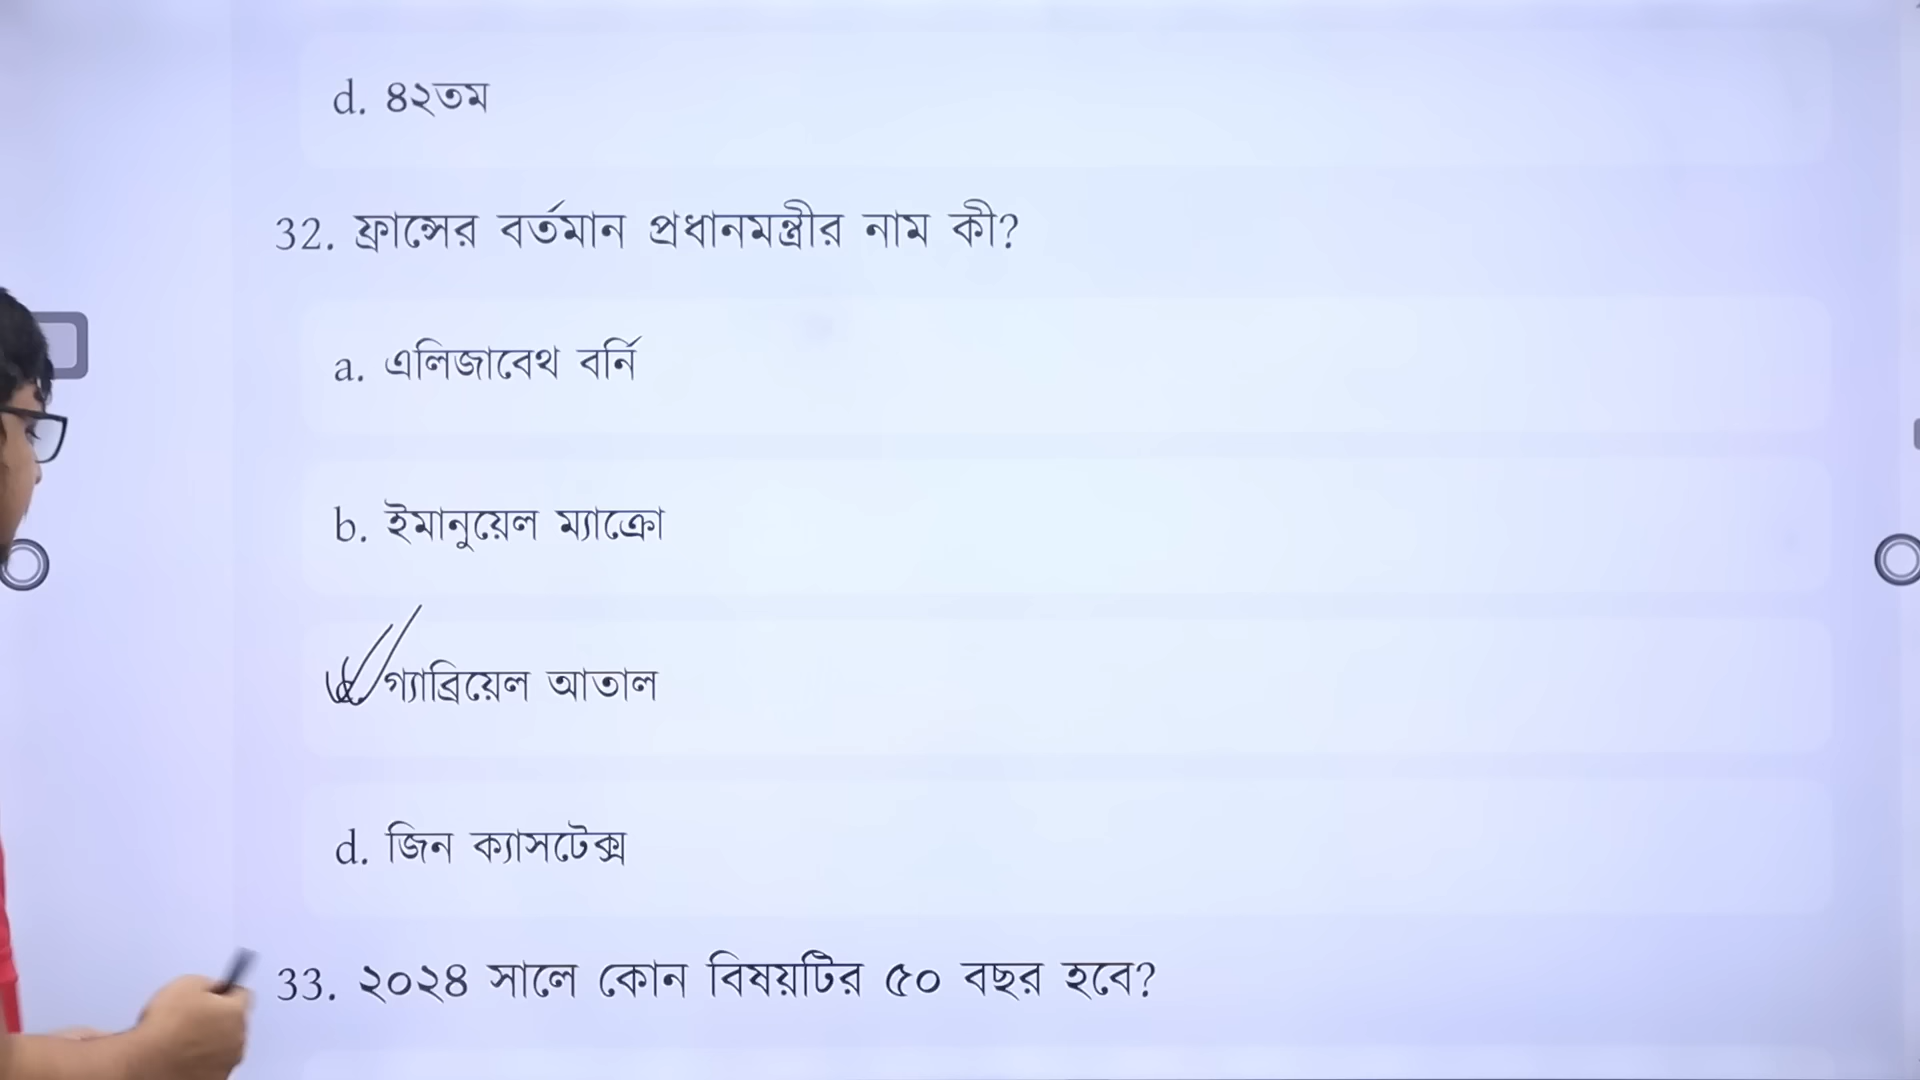 d. ৪২তম
32. ফ্রান্সের বর্তমান প্রধানমন্ত্রীর নাম কী?
a. এলিজাবেথ বর্নি
b. ইমানুয়েল ম্যাক্রো
গ্যাব্রিয়েল আতাল
d. জিন ক্যাসটেক্স
33. ২০২৪ সালে কোন বিষয়টির ৫০ বছর হবে?